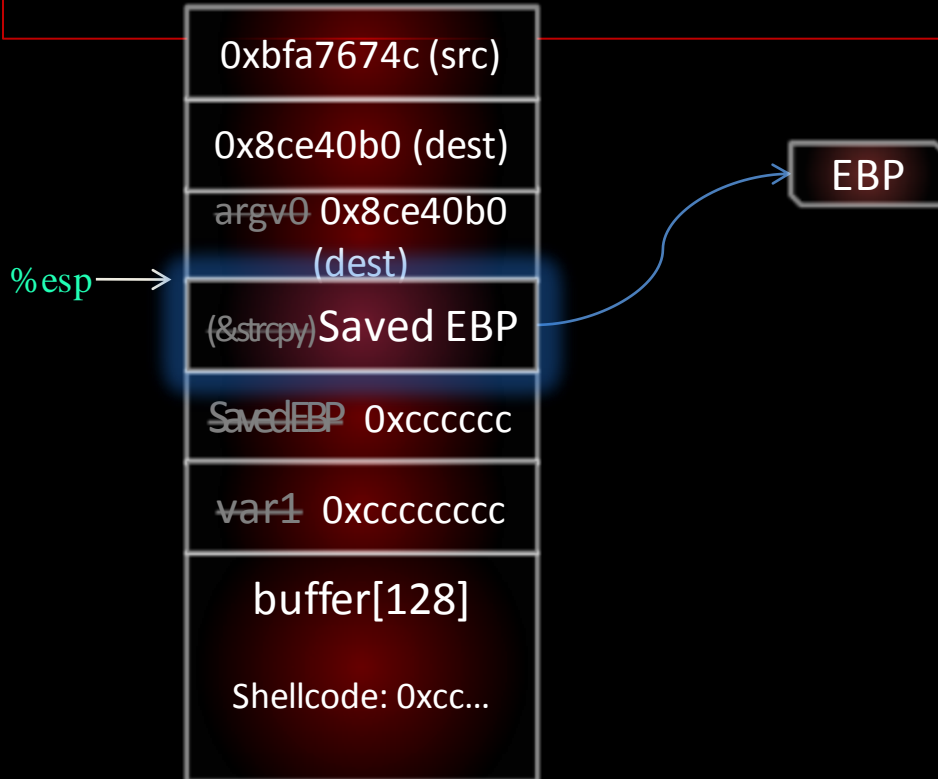 0xbfa7674c (src)
0x8ce40b0 (dest)
argv0 0x8ce40b0
(dest)
%esp
(&strcpy) Saved EBP
EBP
SavedEBP 0xcccccc
var1 0xcccccccc
buffer[128]
Shellcode: 0xcc...